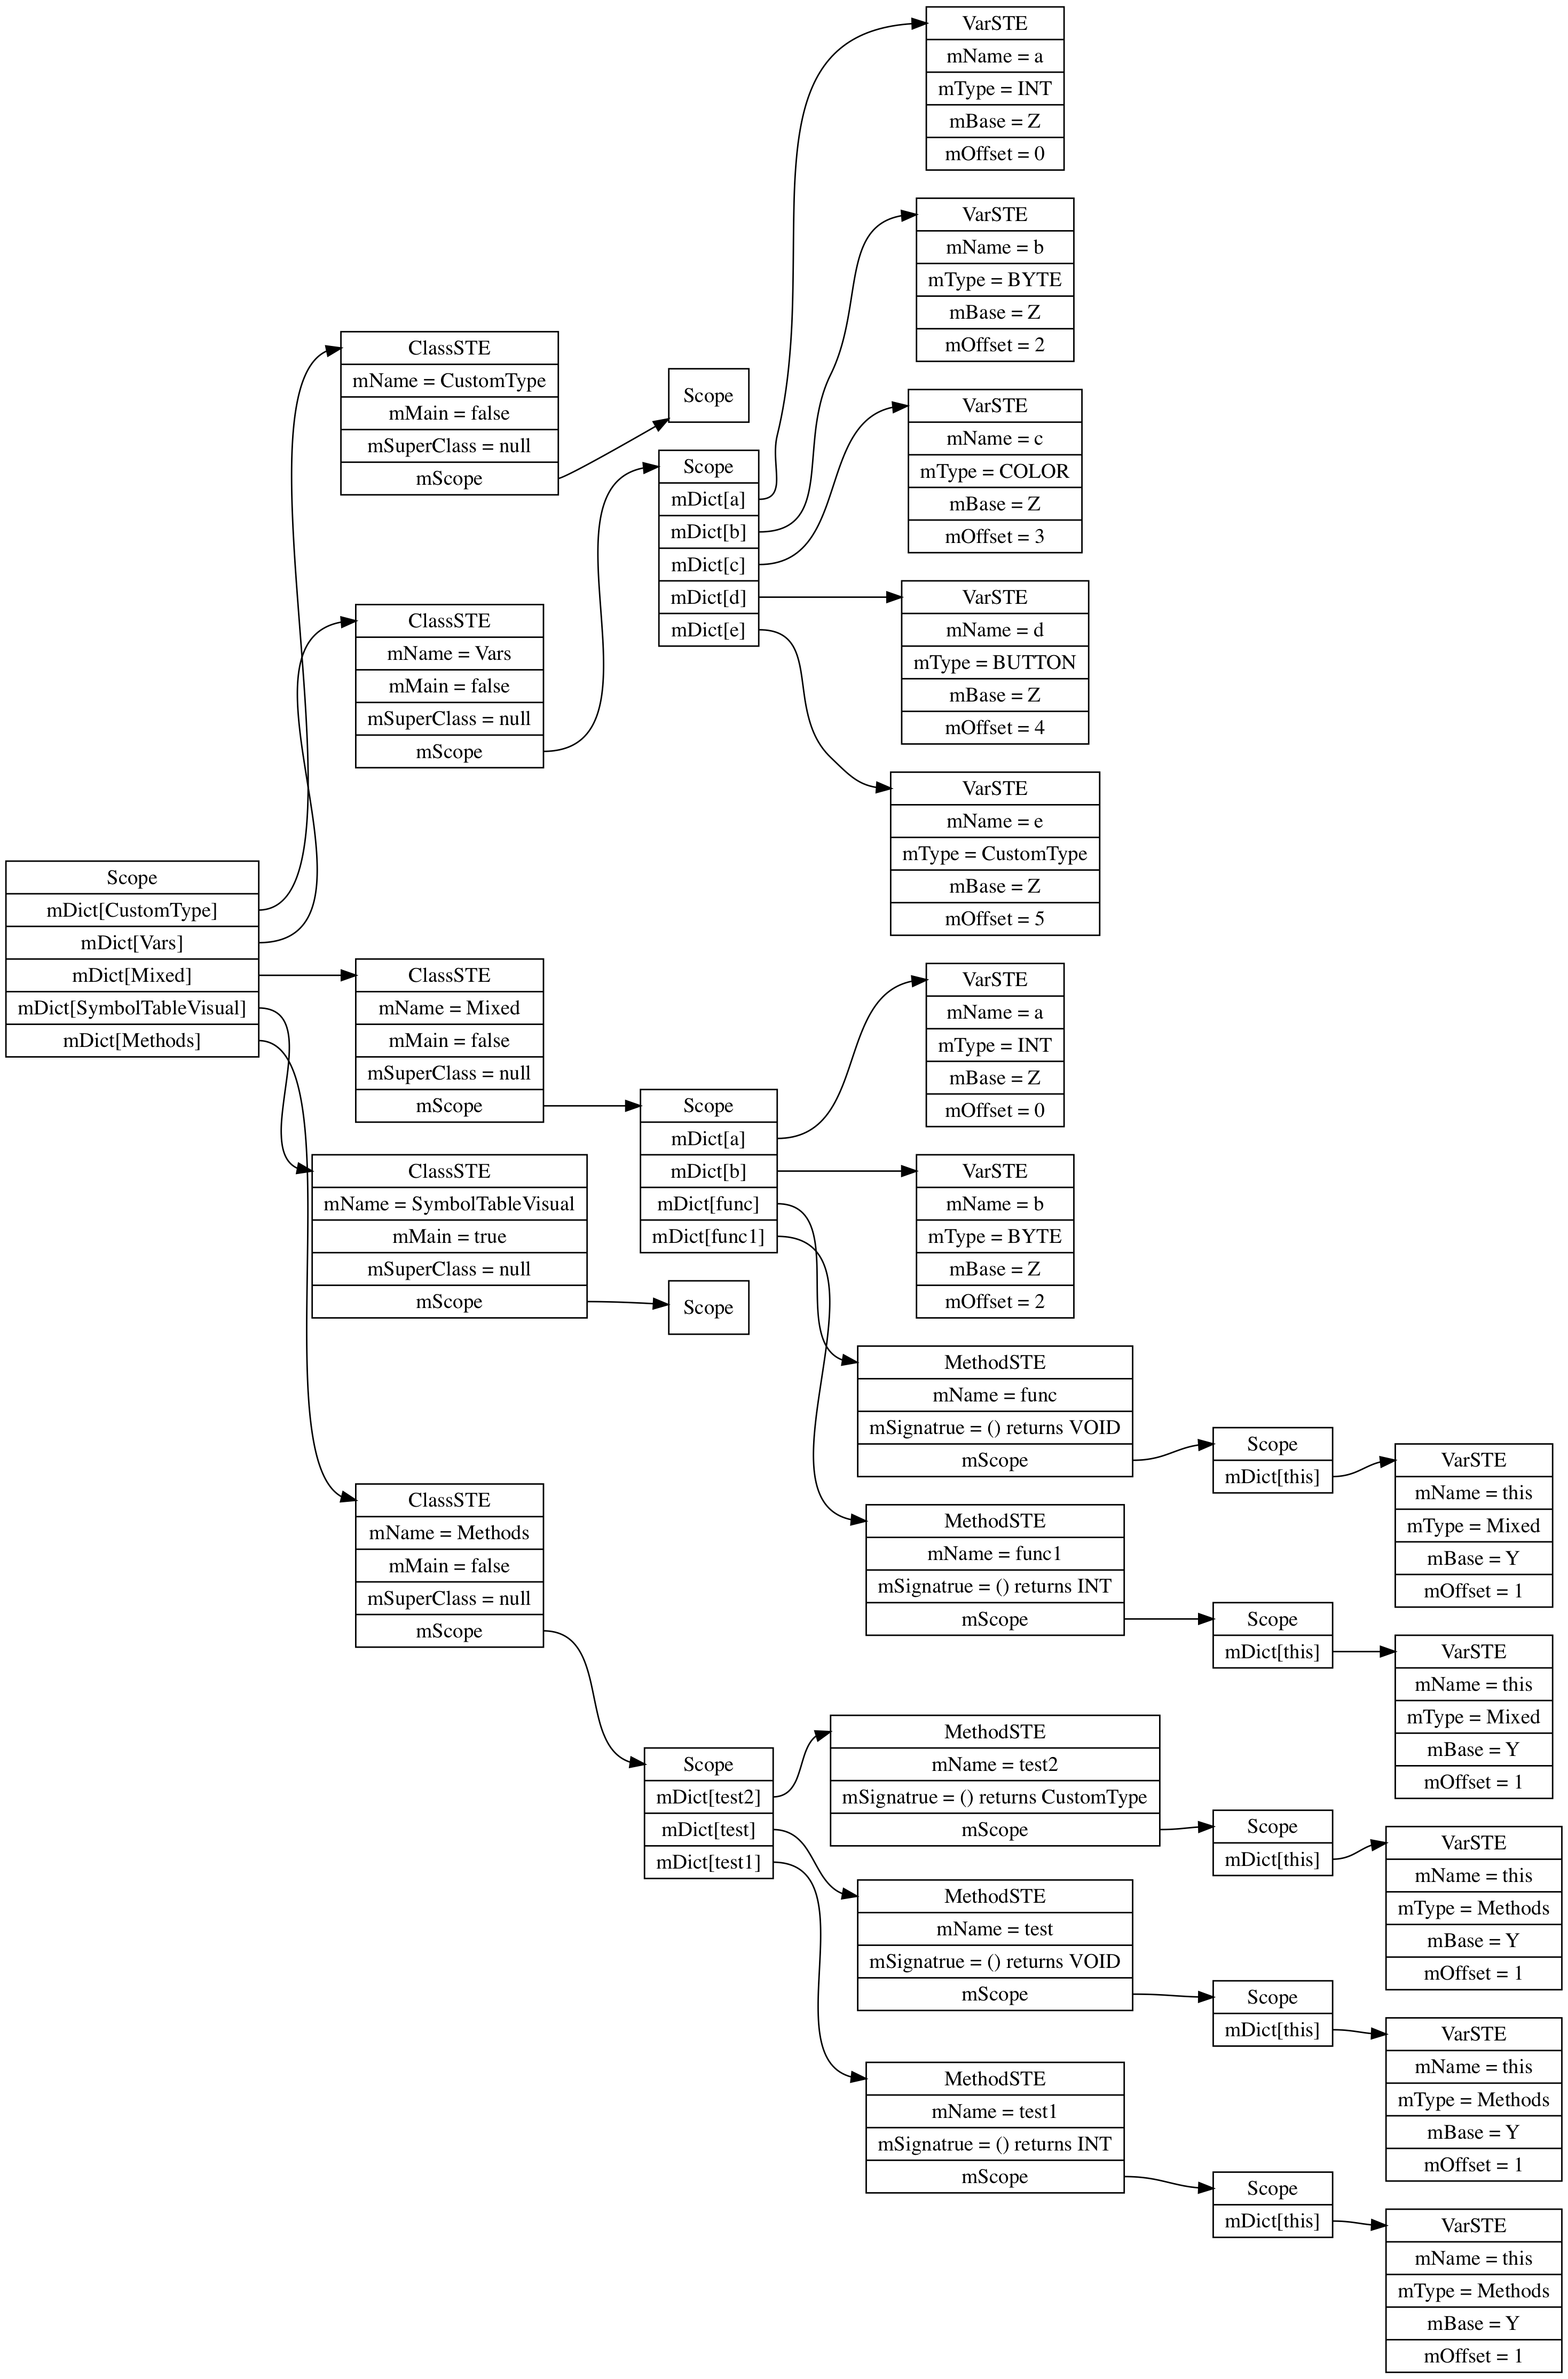 Scope
mDict[CustomType]
mDict[Vars]
mDict[Mixed]
mDict[SymbolTableVisual]
mDict[Methods]
ClassSTE
mName = CustomType
mMain = false
mSuperClass = null
mScope
Scope
ClassSTE
mName = Vars
mMain = false
mSuperClass = null
mScope
Scope
mDict[a]
mDict[b]
mDict[c]
mDict[d]
mDict[e]
VarSTE
mName = a
mType = INT
mBase = Z
mOffset = 0
VarSTE
mName = b
mType = BYTE
mBase = Z
mOffset = 2
VarSTE
mName = c
mType = COLOR
mBase = Z
mOffset = 3
VarSTE
mName = d
mType = BUTTON
mBase = Z
mOffset = 4
VarSTE
mName = e
mType = CustomType
mBase = Z
mOffset = 5
ClassSTE
mName = Mixed
mMain = false
mSuperClass = null
mScope
Scope
mDict[a]
mDict[b]
mDict[func]
mDict[func1]
VarSTE
mName = a
mType = INT
mBase = Z
mOffset = 0
VarSTE
mName = b
mType = BYTE
mBase = Z
mOffset = 2
MethodSTE
mName = func
mSignatrue = () returns VOID
mScope
Scope
mDict[this]
VarSTE
mName = this
mType = Mixed
mBase = Y
mOffset = 1
MethodSTE
mName = func1
mSignatrue = () returns INT
mScope
Scope
mDict[this]
VarSTE
mName = this
mType = Mixed
mBase = Y
mOffset = 1
ClassSTE
mName = SymbolTableVisual
mMain = true
mSuperClass = null
mScope
Scope
ClassSTE
mName = Methods
mMain = false
mSuperClass = null
mScope
Scope
mDict[test2]
mDict[test]
mDict[test1]
MethodSTE
mName = test2
mSignatrue = () returns CustomType
mScope
Scope
mDict[this]
VarSTE
mName = this
mType = Methods
mBase = Y
mOffset = 1
MethodSTE
mName = test
mSignatrue = () returns VOID
mScope
Scope
mDict[this]
VarSTE
mName = this
mType = Methods
mBase = Y
mOffset = 1
MethodSTE
mName = test1
mSignatrue = () returns INT
mScope
Scope
mDict[this]
VarSTE
mName = this
mType = Methods
mBase = Y
mOffset = 1